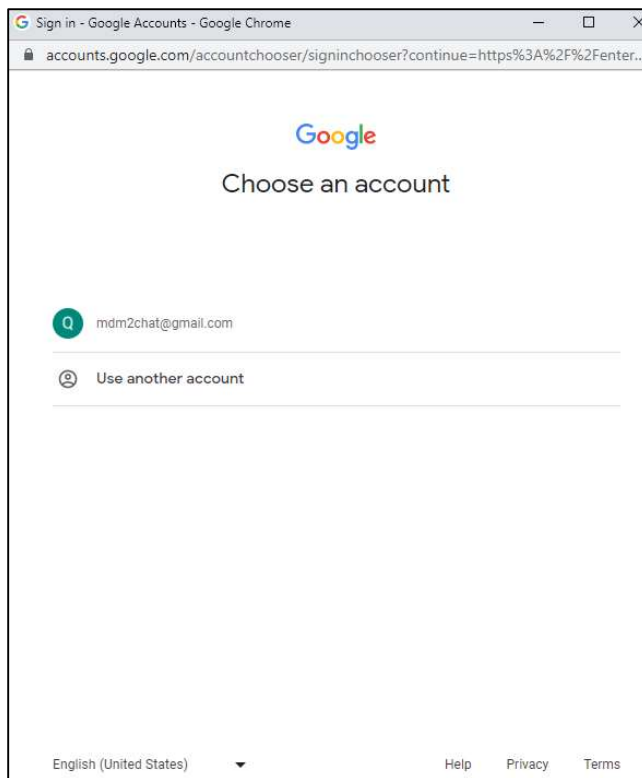 Sign in - Google Accounts - Google Chrome
accounts.google.com/accountchooser/signinchooser?continue=https%3A%2F%2Fenter...
Google
Choose an account
Q mdm2chat@gmail.com
Use another account
English (United States) Help Privacy Terms